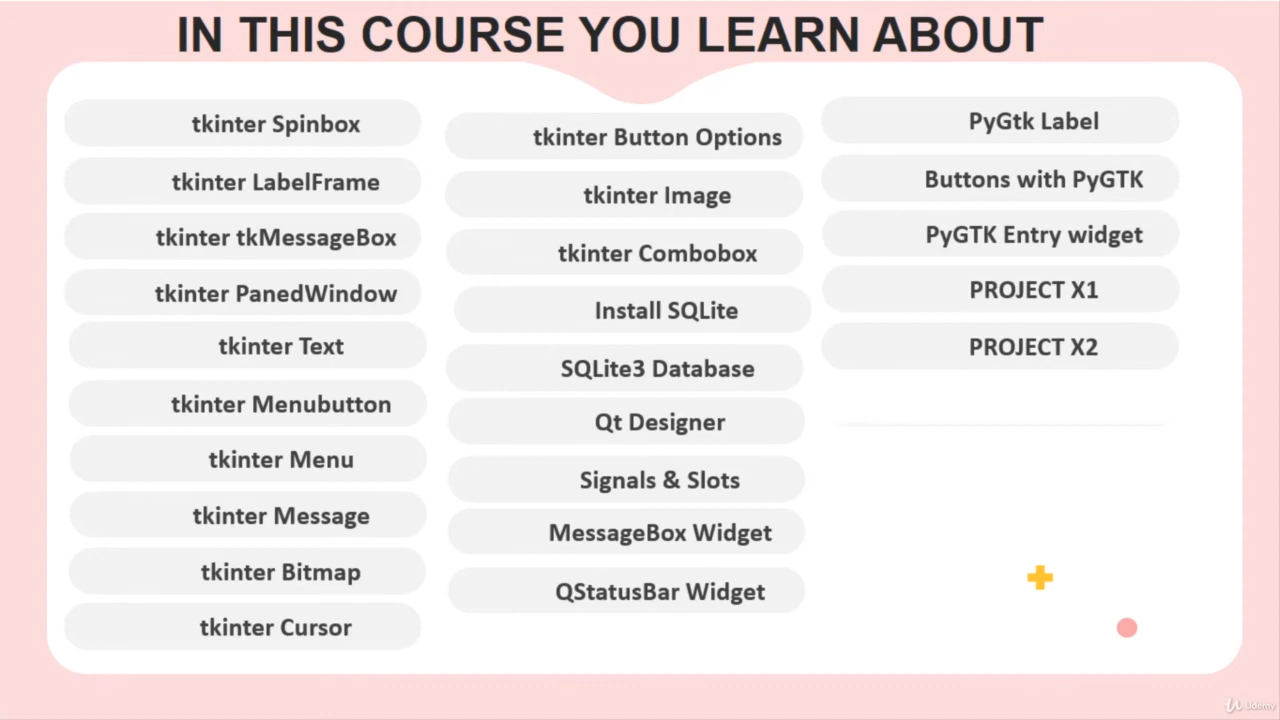 IN THIS COURSE YOU LEARN ABOUT
tkinter Spinbox
tkinter LabelFrame
tkinter tkMessageBox
tkinter PanedWindow
tkinter Text
tkinter Menubutton
tkinter Menu
tkinter Message
tkinter Bitmap
tkinter Cursor
tkinter Button Options
tkinter Image
tkinter Combobox
Install SQLite
SQLite3 Database
Qt Designer
Signals & Slots
MessageBox Widget
QStatusBar Widget
PyGtk Label
Buttons with PyGTK
PyGTK Entry widget
PROJECT X1
PROJECT X2
Udemy